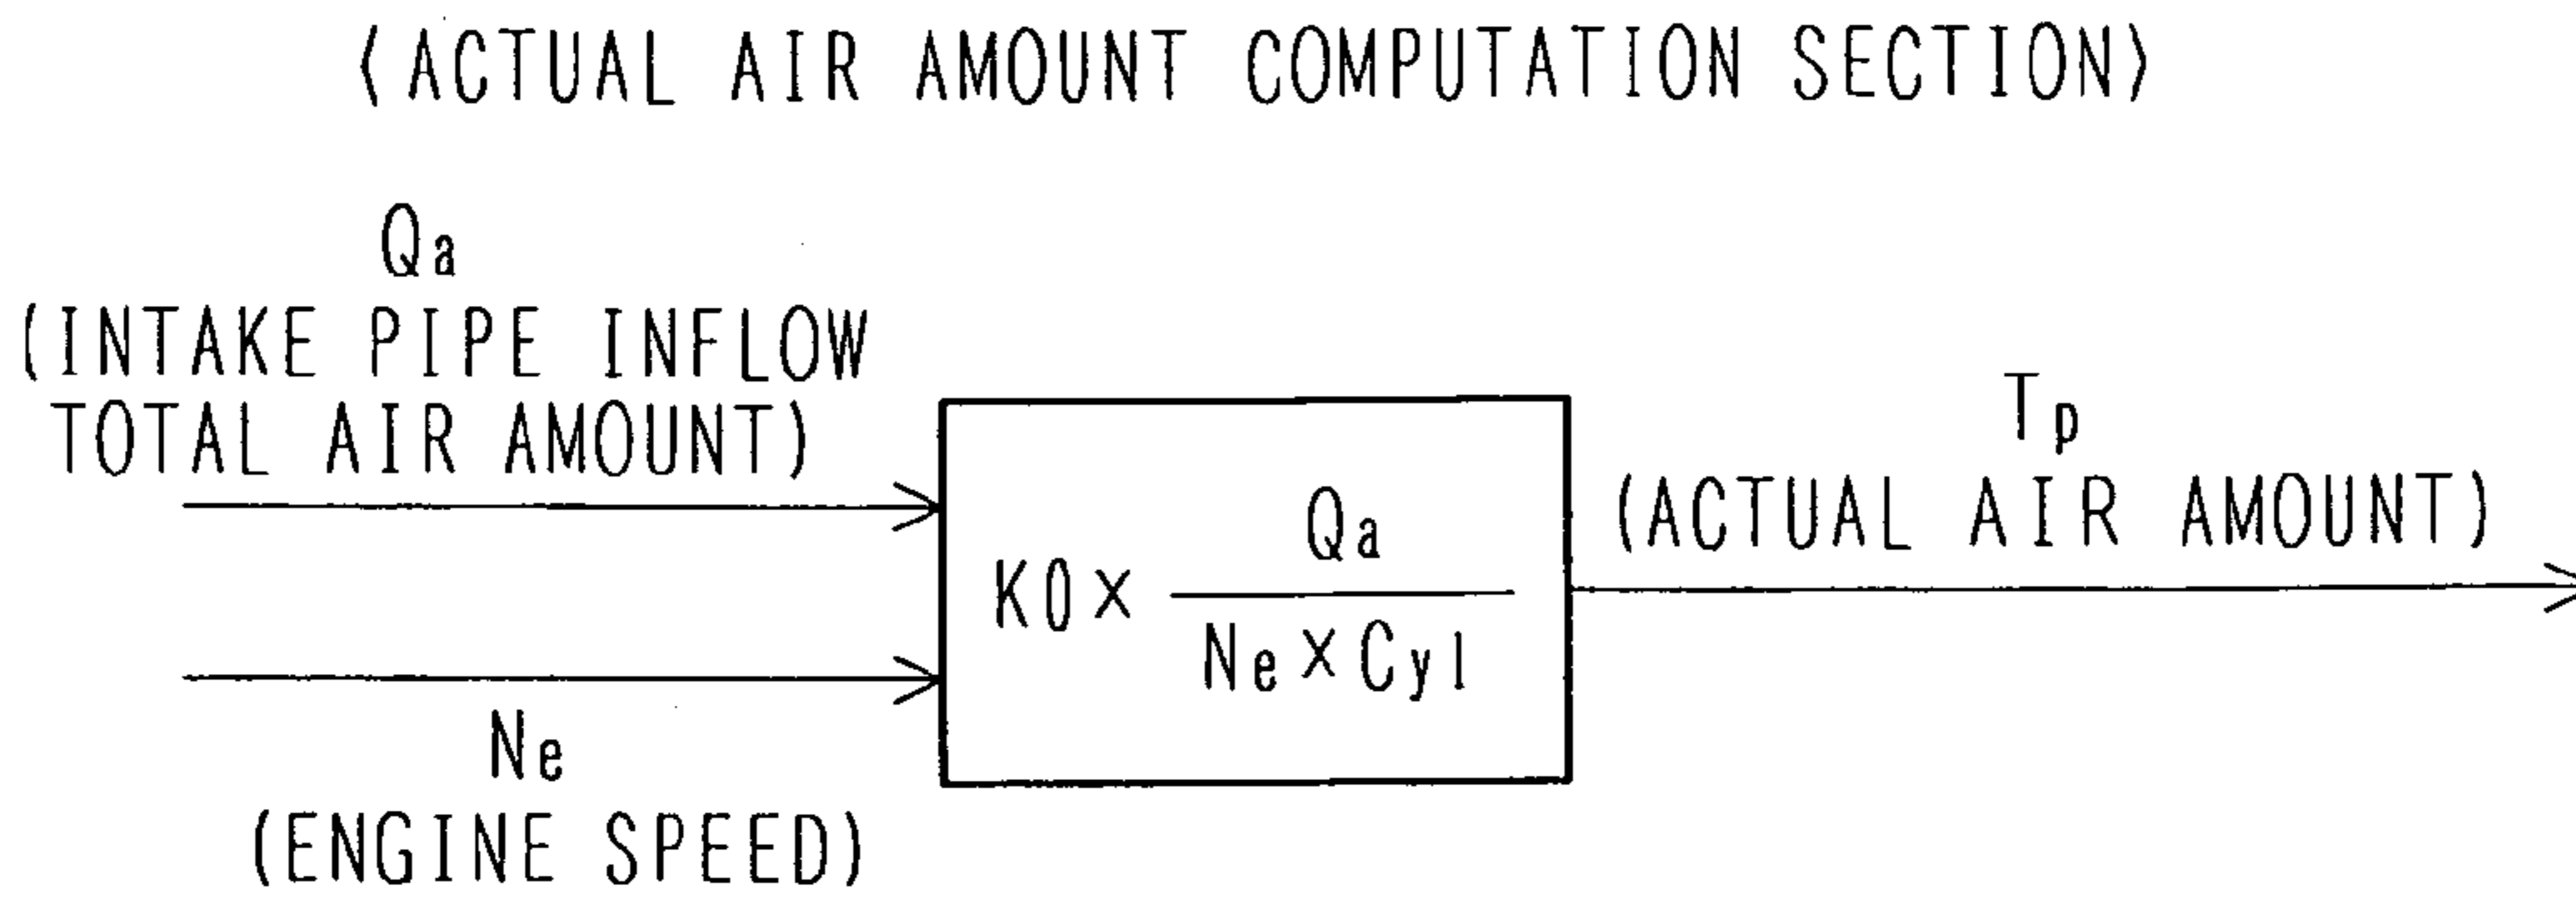 ⟨ACTUAL AIR AMOUNT COMPUTATION SECTION⟩
Qa
(INTAKE PIPE INFLOW
TOTAL AIR AMOUNT)
Ne
(ENGINE SPEED)
K0×
Qa
Ne×Cyl
Tp
(ACTUAL AIR AMOUNT)